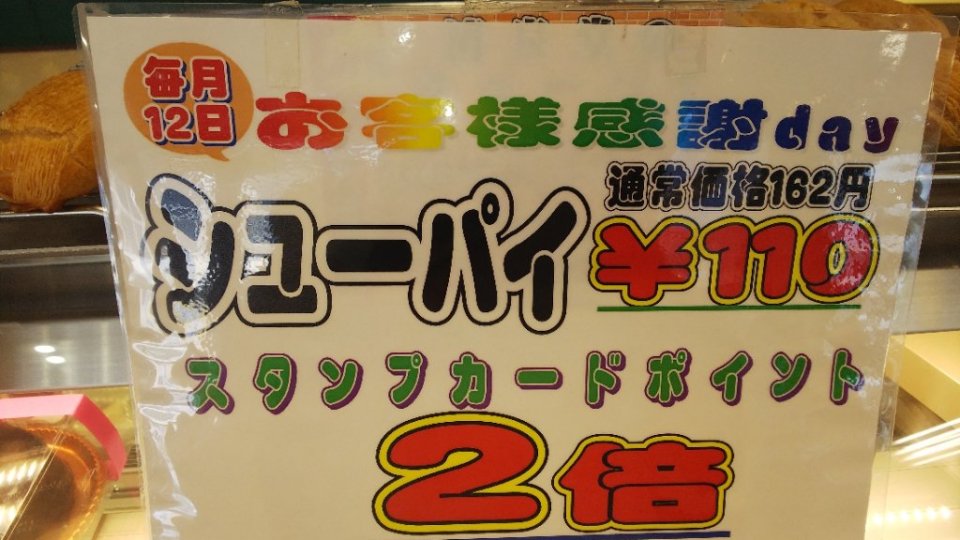 毎月
12日
お客様感謝day
通常価格162円
シューパイ ¥110
スタンプカードポイント
2倍